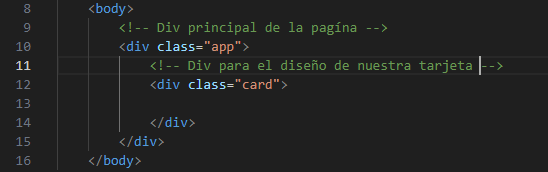 8 <body>
9 <!-- Div principal de la pagína -->
10 <div class="app">
11 <!-- Div para el diseño de nuestra tarjeta -->
12 <div class="card">
13
14 </div>
15 </div>
16 </body>